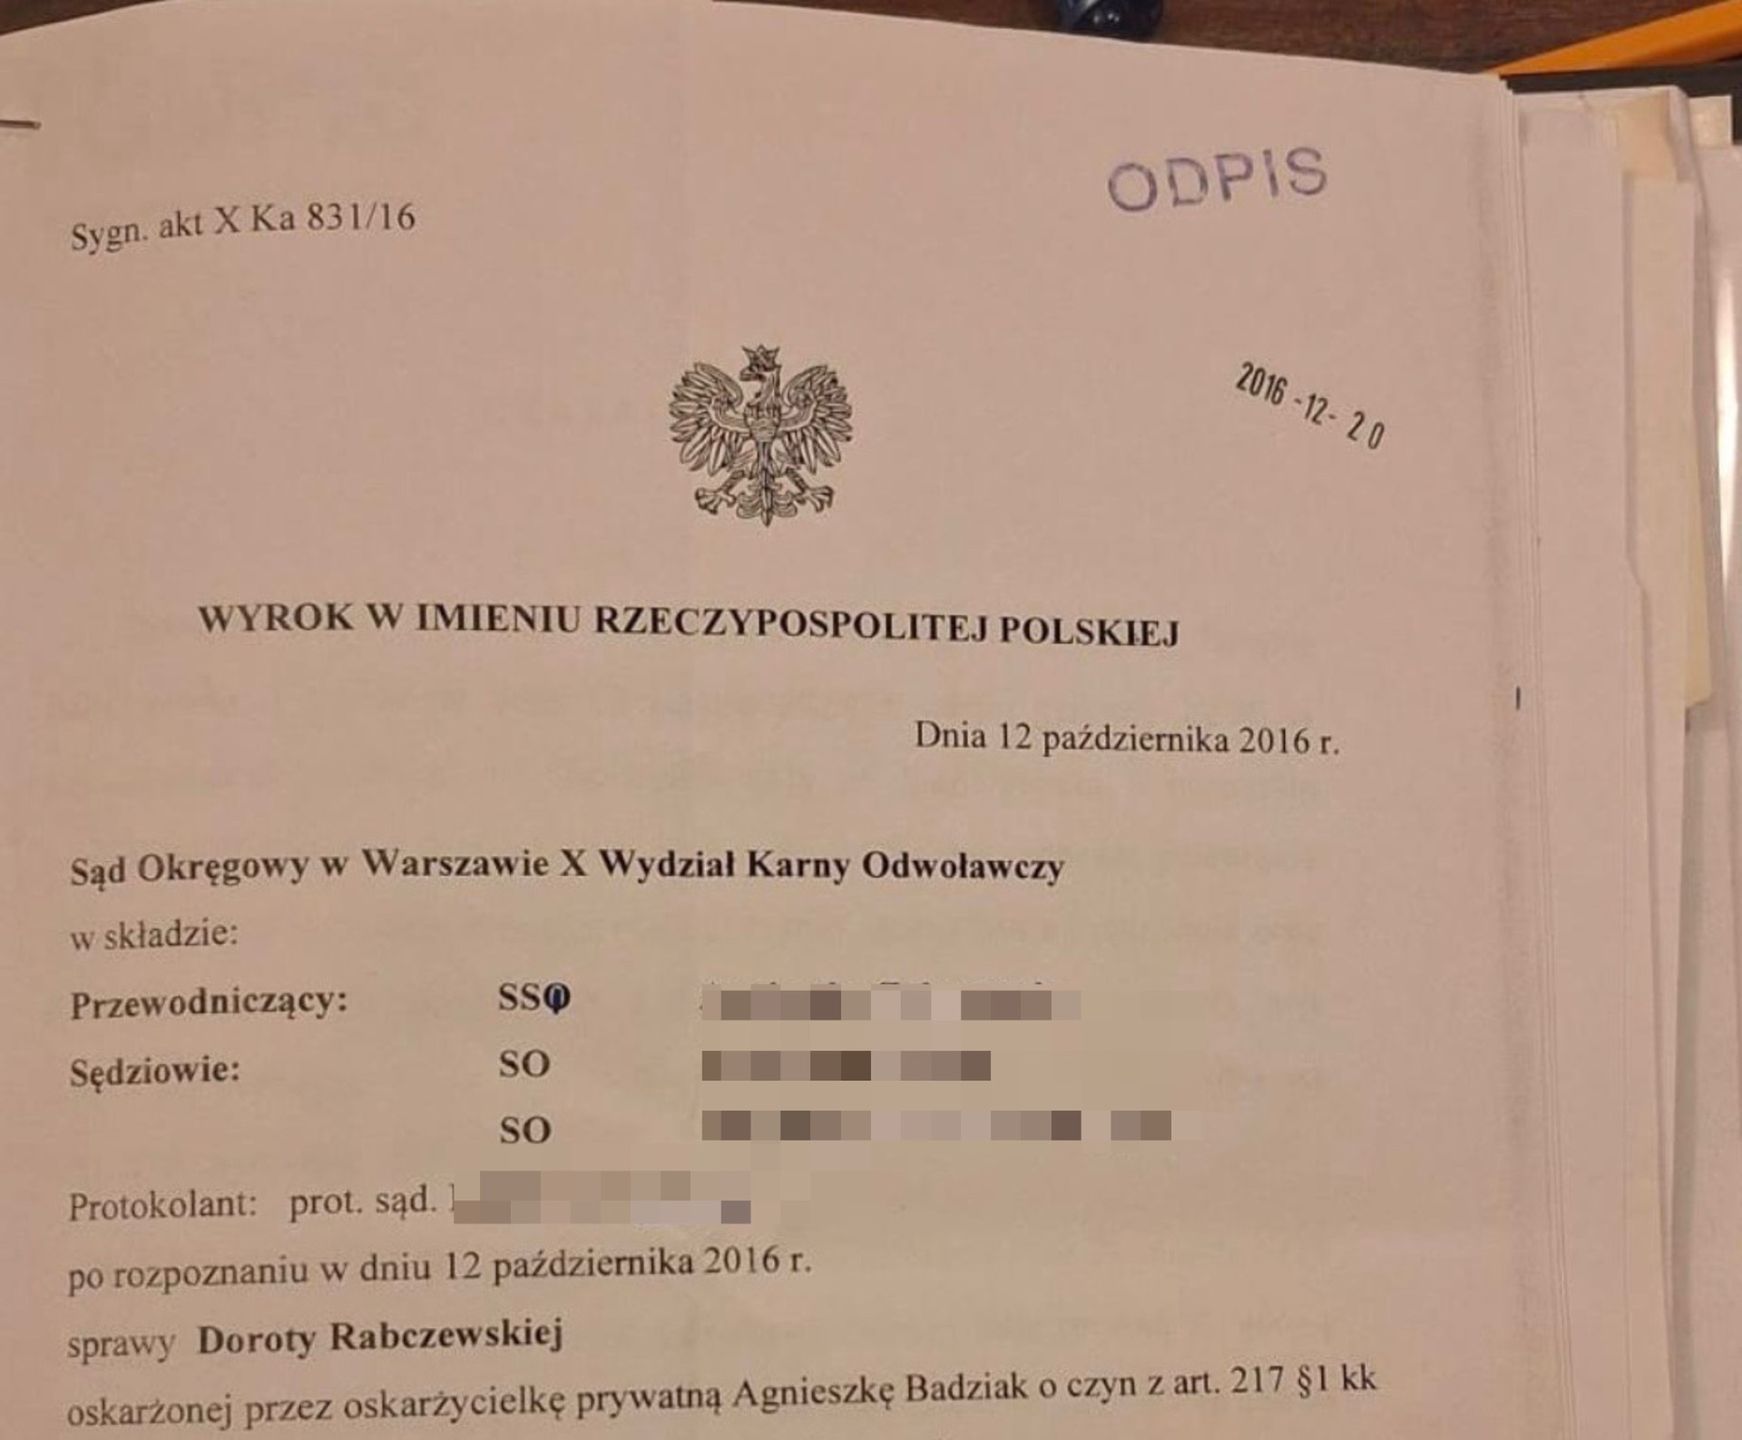 ODPIS
Sygn. akt X Ka 831/16
2016 -12- 20
WYROK W IMIENIU RZECZYPOSPOLITEJ POLSKIEJ
Dnia 12 października 2016 r.
Sąd Okręgowy w Warszawie X Wydział Karny Odwoławczy
w składzie:
Przewodniczący: SSO
Sędziowie: SO
SO
Protokolant: prot. sąd.
po rozpoznaniu w dniu 12 października 2016 r.
sprawy Doroty Rabczewskiej
oskarżonej przez oskarżycielkę prywatną Agnieszkę Badziak o czyn z art. 217 §1 kk